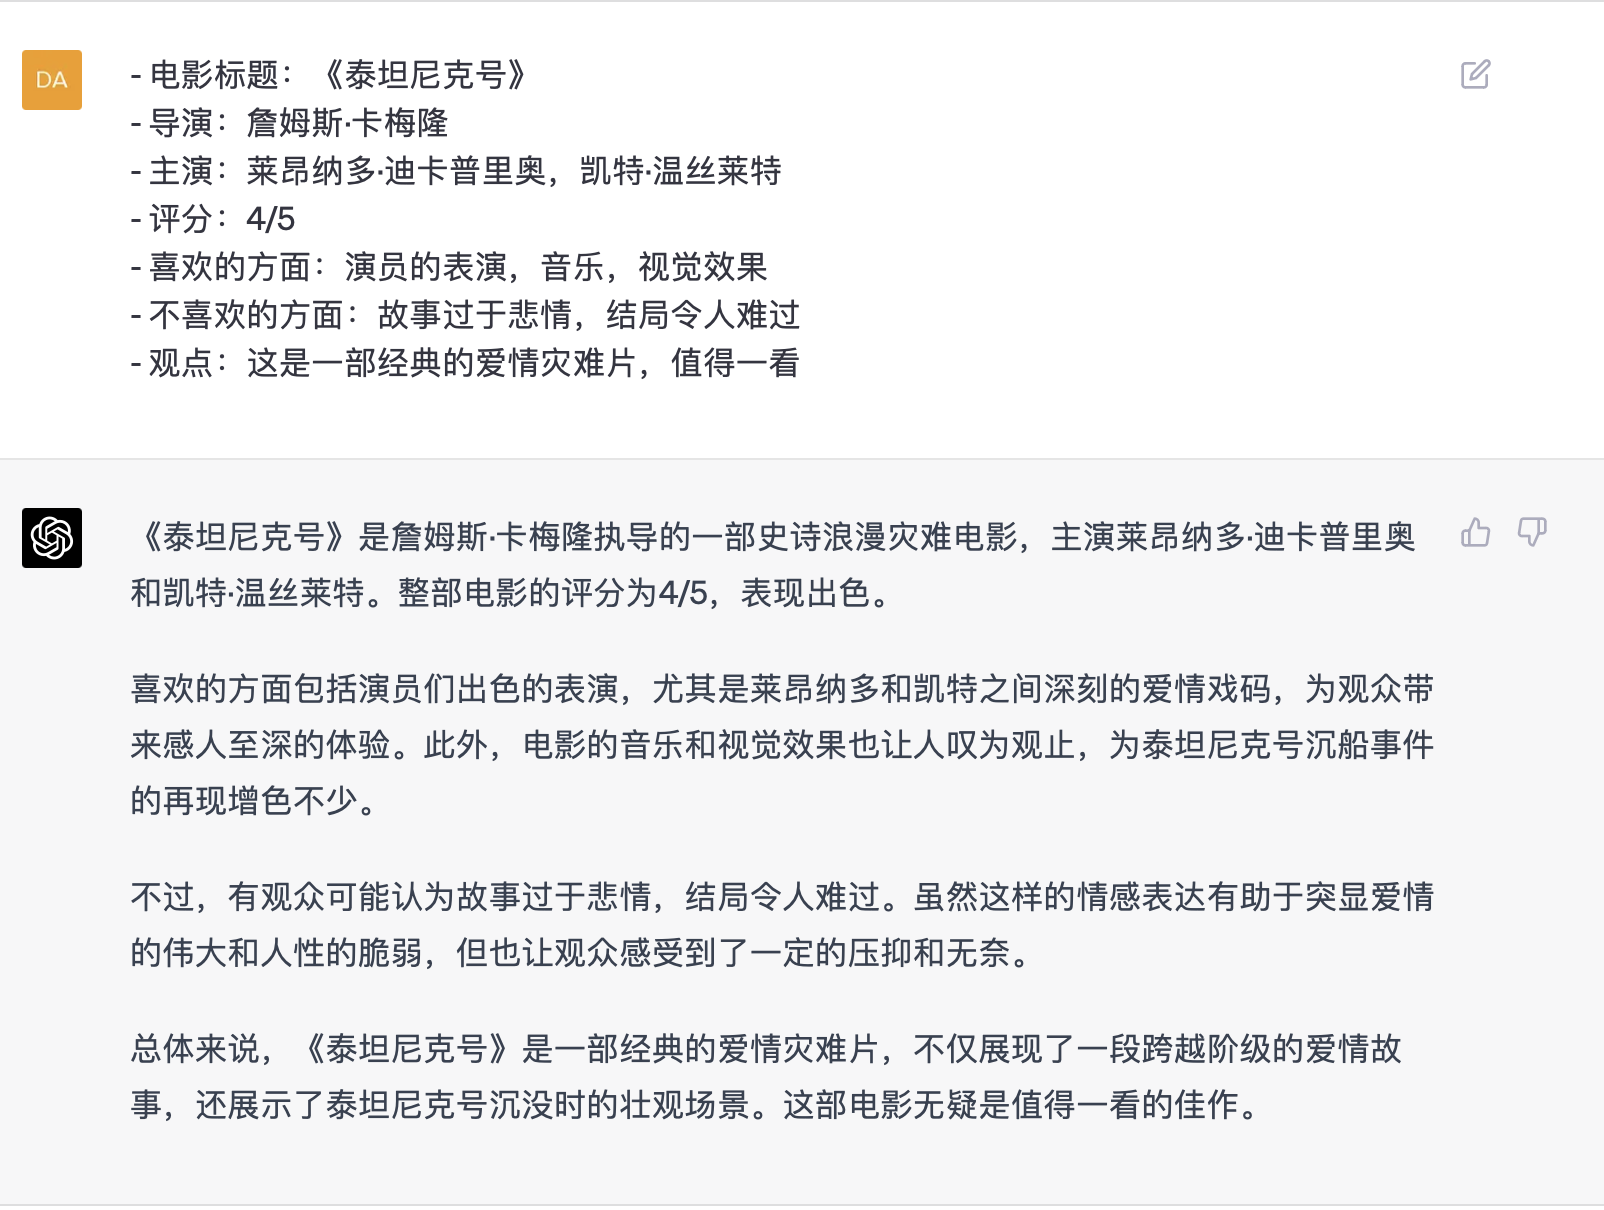 DA
- 电影标题：《泰坦尼克号》
- 导演：詹姆斯·卡梅隆
- 主演：莱昂纳多·迪卡普里奥，凯特·温丝莱特
- 评分：4/5
- 喜欢的方面：演员的表演，音乐，视觉效果
- 不喜欢的方面：故事过于悲情，结局令人难过
- 观点：这是一部经典的爱情灾难片，值得一看
《泰坦尼克号》是詹姆斯·卡梅隆执导的一部史诗浪漫灾难电影，主演莱昂纳多·迪卡普里奥
和凯特·温丝莱特。整部电影的评分为4/5，表现出色。
喜欢的方面包括演员们出色的表演，尤其是莱昂纳多和凯特之间深刻的爱情戏码，为观众带
来感人至深的体验。此外，电影的音乐和视觉效果也让人叹为观止，为泰坦尼克号沉船事件
的再现增色不少。
不过，有观众可能认为故事过于悲情，结局令人难过。虽然这样的情感表达有助于突显爱情
的伟大和人性的脆弱，但也让观众感受到了一定的压抑和无奈。
总体来说，《泰坦尼克号》是一部经典的爱情灾难片，不仅展现了一段跨越阶级的爱情故
事，还展示了泰坦尼克号沉没时的壮观场景。这部电影无疑是值得一看的佳作。